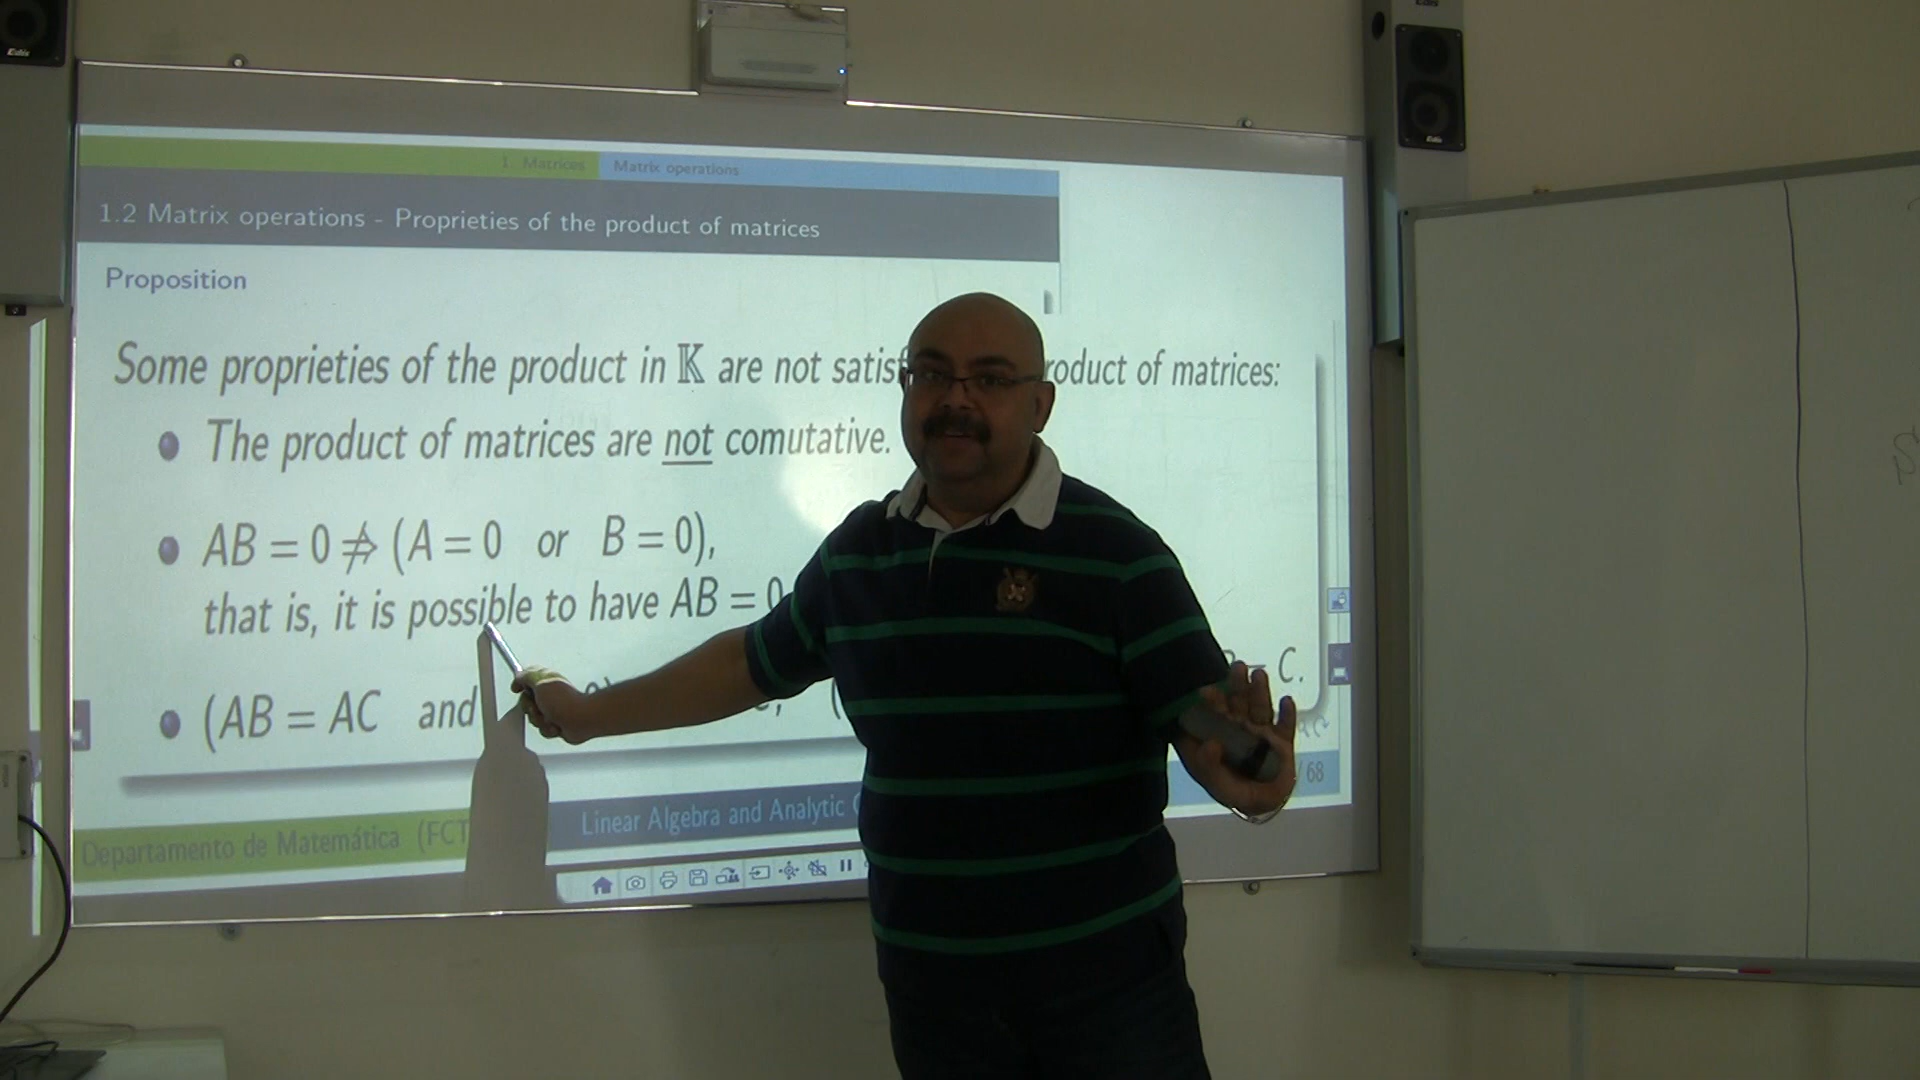 Edis
Edis
1. Matrices Matrix operations
1.2 Matrix operations - Proprieties of the product of matrices
Proposition
Some proprieties of the product in 𝕂 are not roduct of matrices:
The product of matrices are not comutative.
AB = 0 ⇏ (A = 0 or B = 0),
that is, it is possible to have AB = 0
(AB = AC and = C.
/ 68
Linear Algebra and Analytic
Departamento de Matemática (FCT